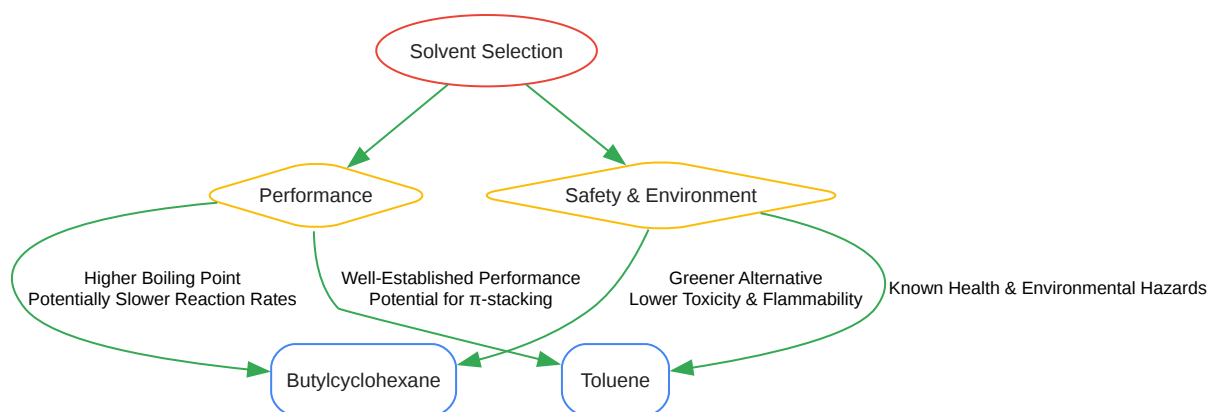 Solvent Selection
Performance
Safety & Environment
Higher Boiling Point
Potentially Slower Reaction Rates
Well-Established Performance
Potential for π-stacking
Greener Alternative
Lower Toxicity & Flammability
Known Health & Environmental Hazards
Butylcyclohexane
Toluene